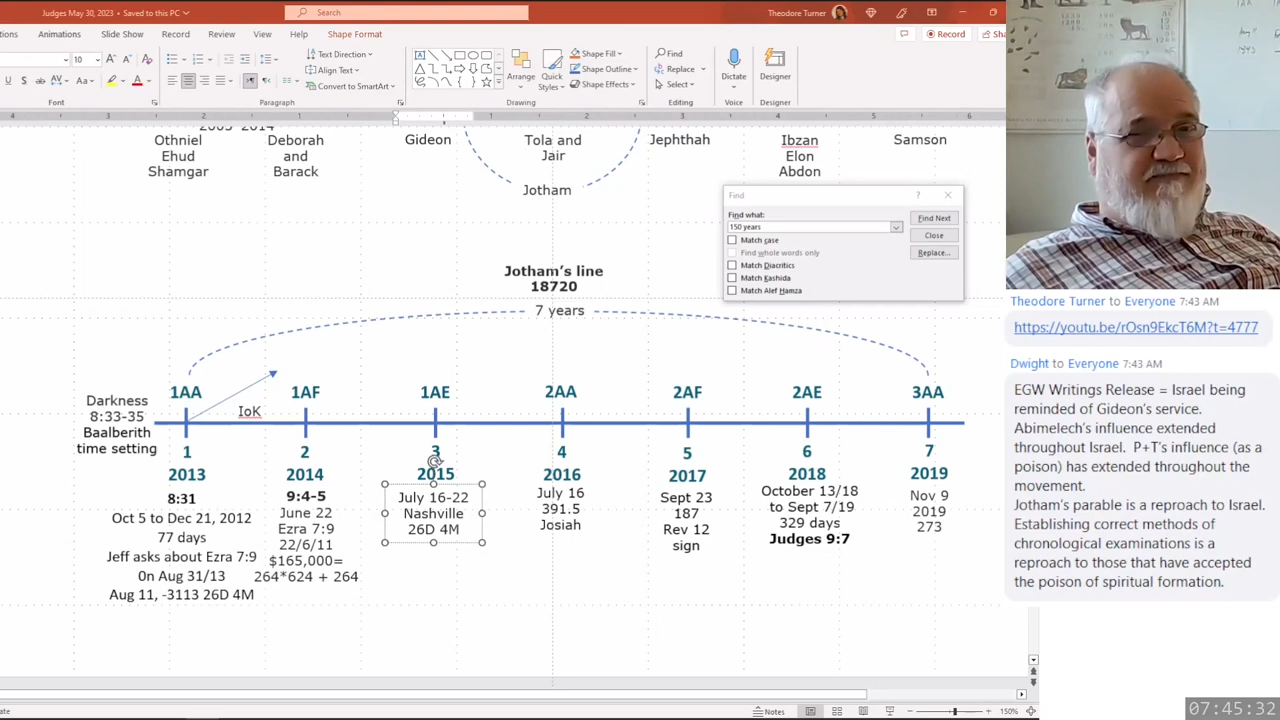 Judges May 30, 2023 • Saved to this PC
Search
Theodore Turner
Animations Slide Show Record Review View Help Shape Format
Record
10
Text Direction
Align Text
Convert to SmartArt
Arrange
Quick Styles
Shape Fill
Shape Outline
Shape Effects
Find
Replace
Select
Dictate
Designer
Font
Paragraph
Drawing
Editing
Voice
Designer
4 3 2 1 1 2 3 4 5 6
Othniel
Ehud
Shamgar
Deborah
and
Barack
Gideon
Tola and
Jair
Jotham
Jephthah
Ibzan
Elon
Abdon
Samson
Find
Find what:
150 years
Match case
Find whole words only
Match Diacritics
Match Kashida
Match Alef Hamza
Find Next
Close
Replace...
Jotham's line
18720
7 years
1AA 1AF 1AE 2AA 2AF 2AE 3AA
Darkness
8:33-35
Baalberith
time setting
IoK
1 2 3 4 5 6 7
2013 2014 2015 2016 2017 2018 2019
8:31
Oct 5 to Dec 21, 2012
77 days
Jeff asks about Ezra 7:9
0n Aug 31/13
Aug 11, -3113 26D 4M
9:4-5
June 22
Ezra 7:9
22/6/11
$165,000=
264*624 + 264
July 16-22
Nashville
26D 4M
July 16
391.5
Josiah
Sept 23
187
Rev 12
sign
October 13/18
to Sept 7/19
329 days
Judges 9:7
Nov 9
2019
273
Notes
150%
Theodore Turner to Everyone 7:43 AM
https://youtu.be/rOsn9EkcT6M?t=4777
Dwight to Everyone 7:43 AM
EGW Writings Release = Israel being
reminded of Gideon's service.
Abimelech's influence extended
throughout Israel. P+T's influence (as a
poison) has extended throughout the
movement.
Jotham's parable is a reproach to Israel.
Establishing correct methods of
chronological examinations is a
reproach to those that have accepted
the poison of spiritual formation.
07:45:32